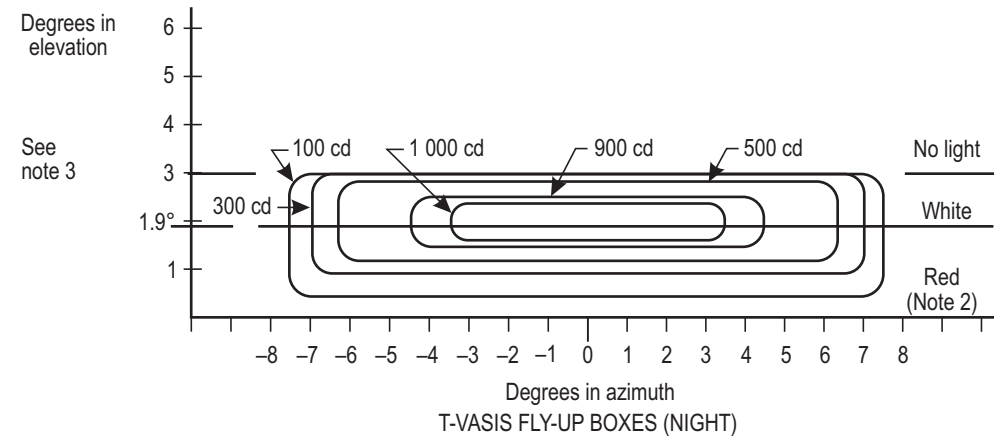 Degrees in
elevation
6
5
4
See
note 3
3
1.9°
1
100 cd
1 000 cd
900 cd
500 cd
300 cd
No light
White
Red
(Note 2)
–8 –7 –6 –5 –4 –3 –2 –1 0 1 2 3 4 5 6 7 8
Degrees in azimuth
T-VASIS FLY-UP BOXES (NIGHT)